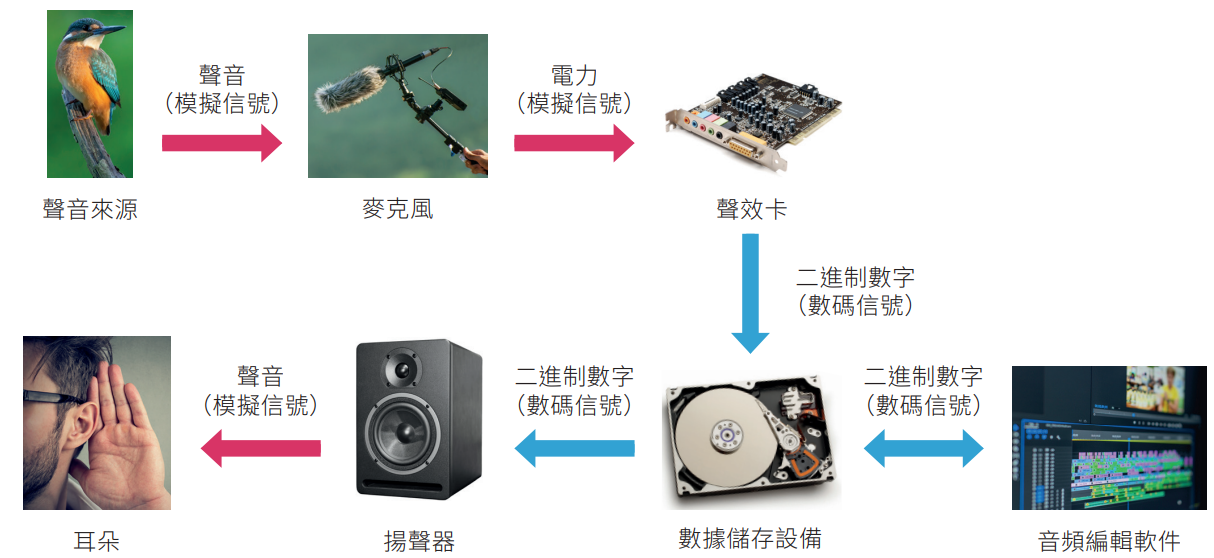 聲音
（模擬信號）
電力
（模擬信號）
聲音來源
麥克風
聲效卡
二進制數字
（數碼信號）
聲音
（模擬信號）
二進制數字
（數碼信號）
二進制數字
（數碼信號）
耳朵
揚聲器
數據儲存設備
音頻編輯軟件